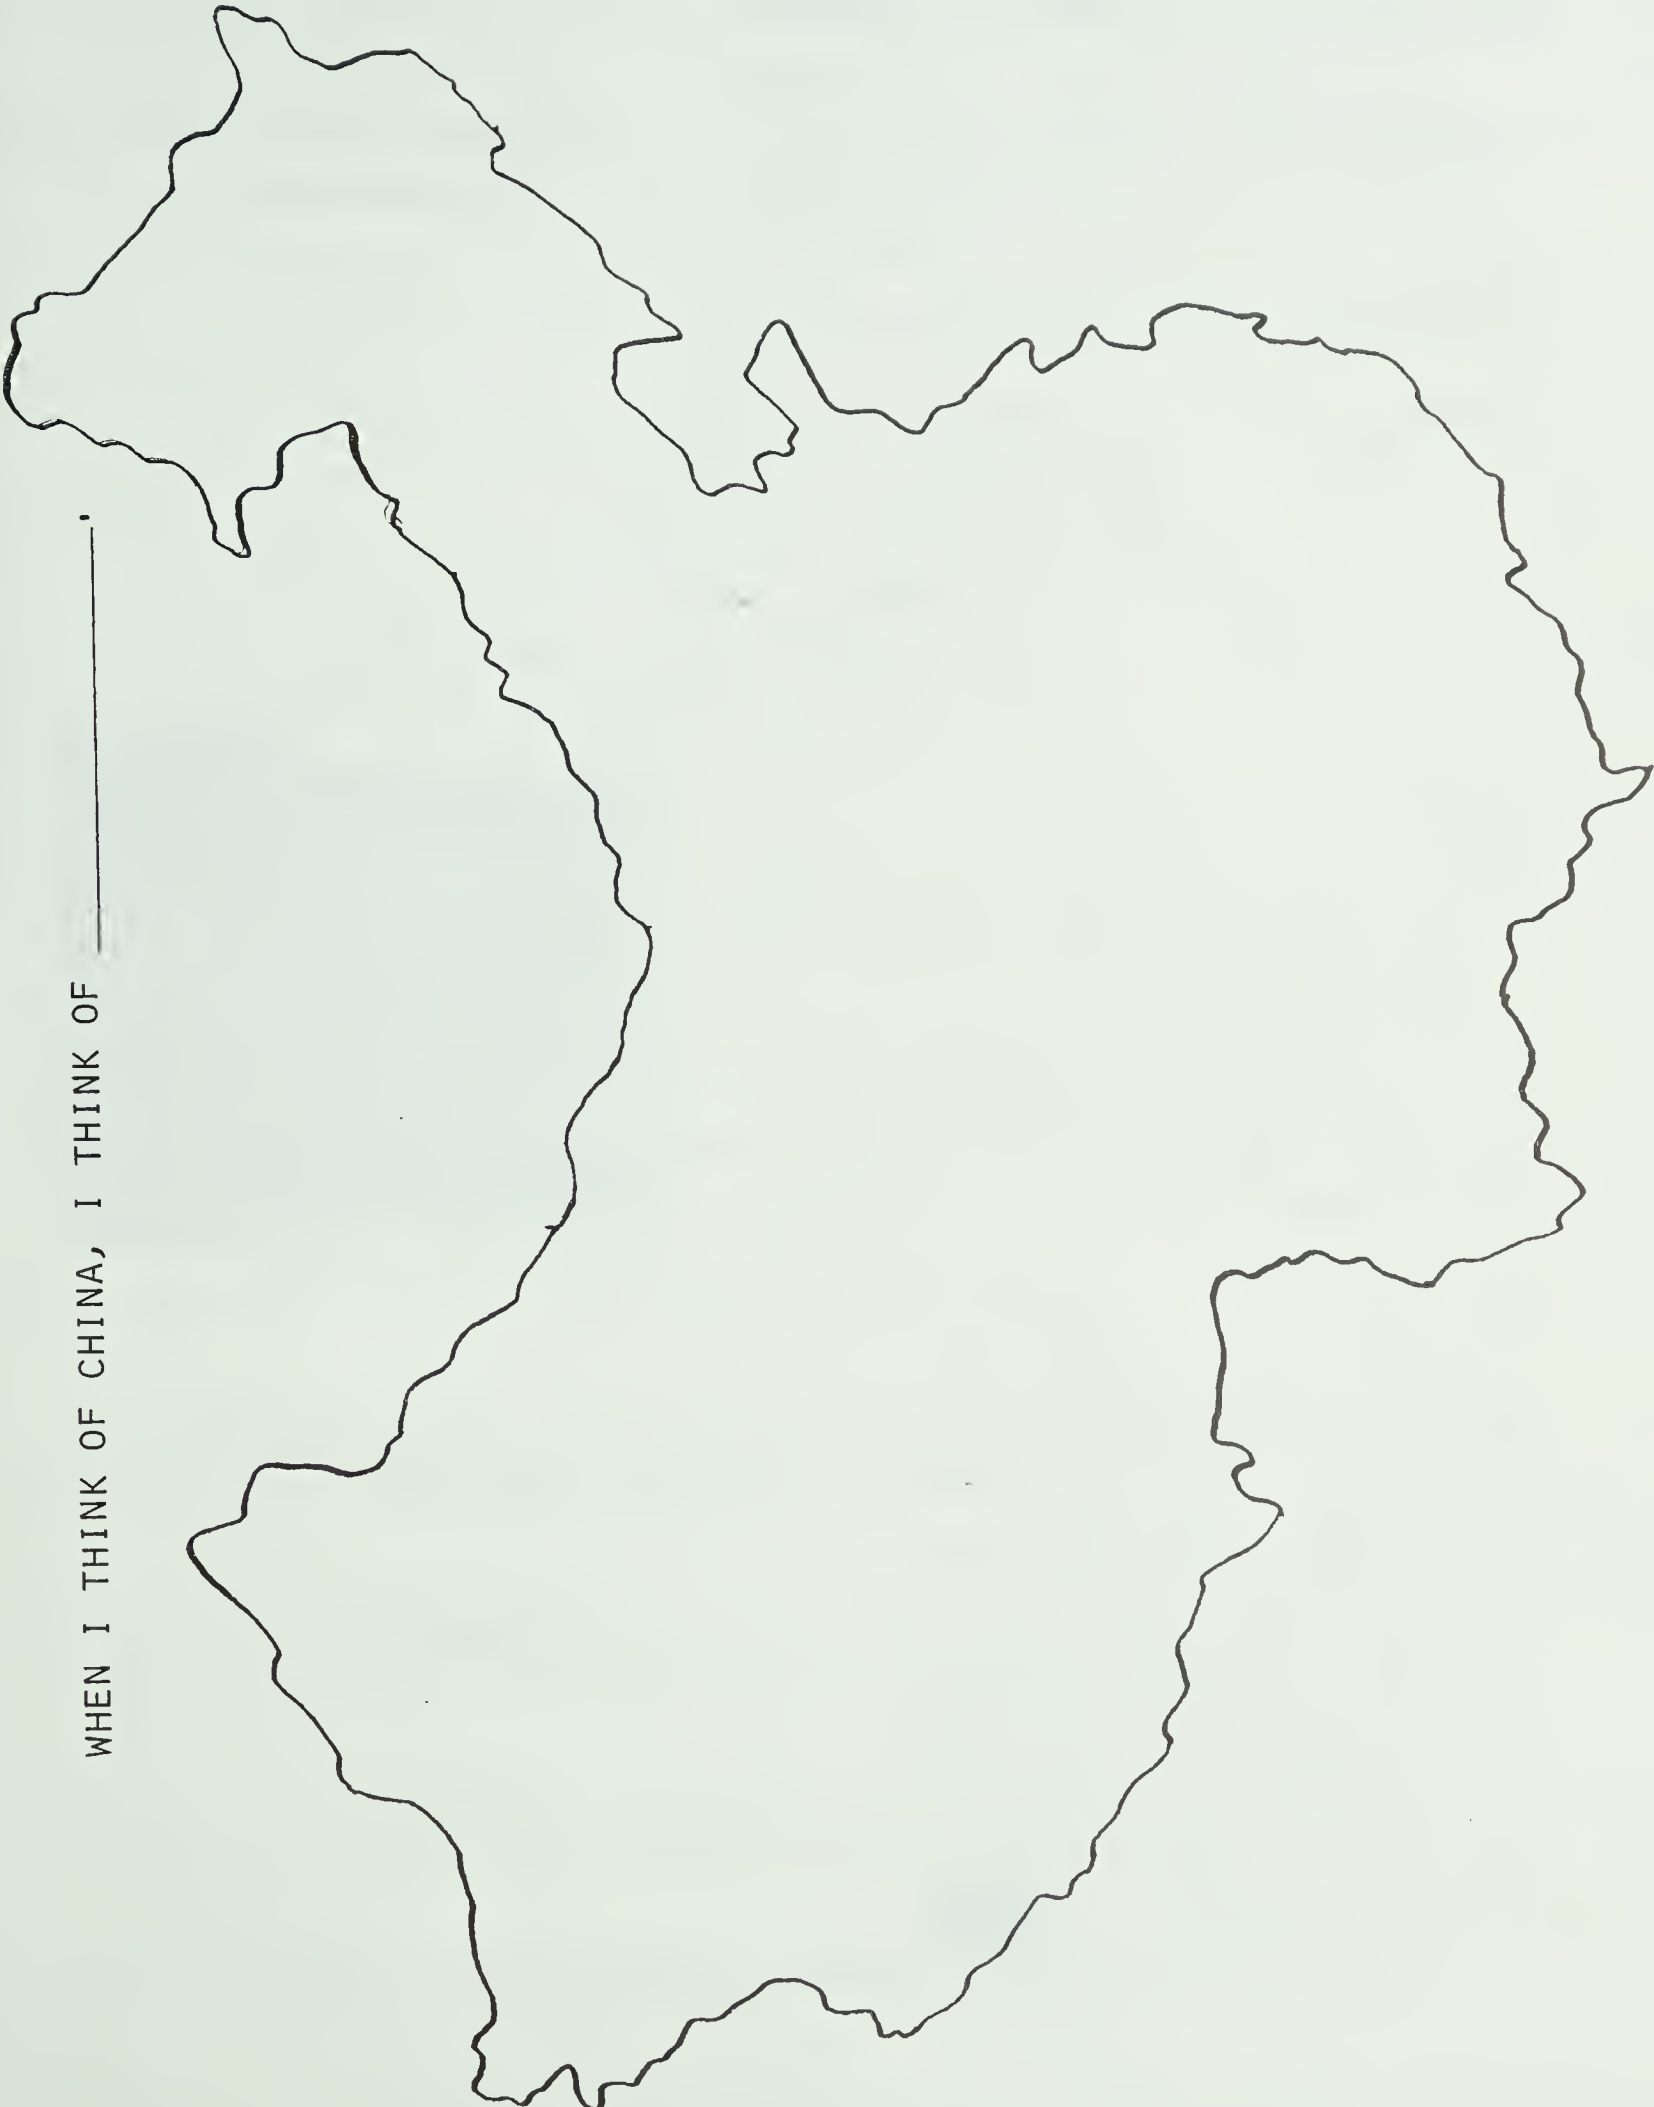 WHEN I THINK OF CHINA, I THINK OF ________.